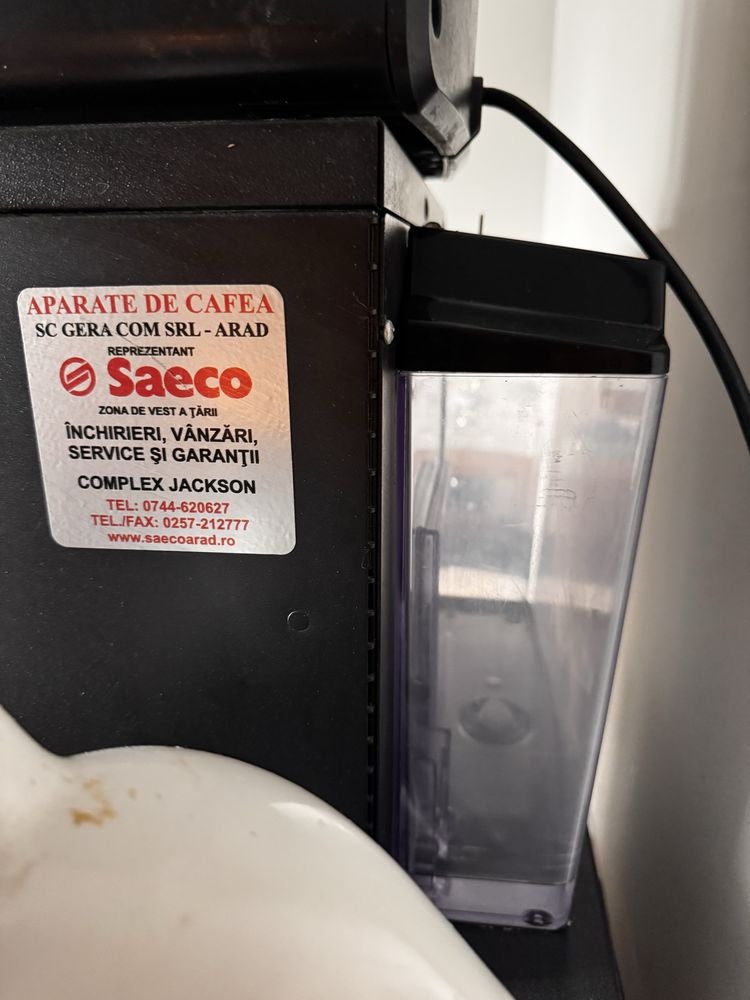 APARATE DE CAFEA
SC GERA COM SRL - ARAD
REPREZENTANT
Saeco
ZONA DE VEST A ŢĂRII
ÎNCHIRIERI, VÂNZĂRI,
SERVICE ŞI GARANŢII
COMPLEX JACKSON
TEL: 0744-620627
TEL./FAX: 0257-212777
www.saecoarad.ro